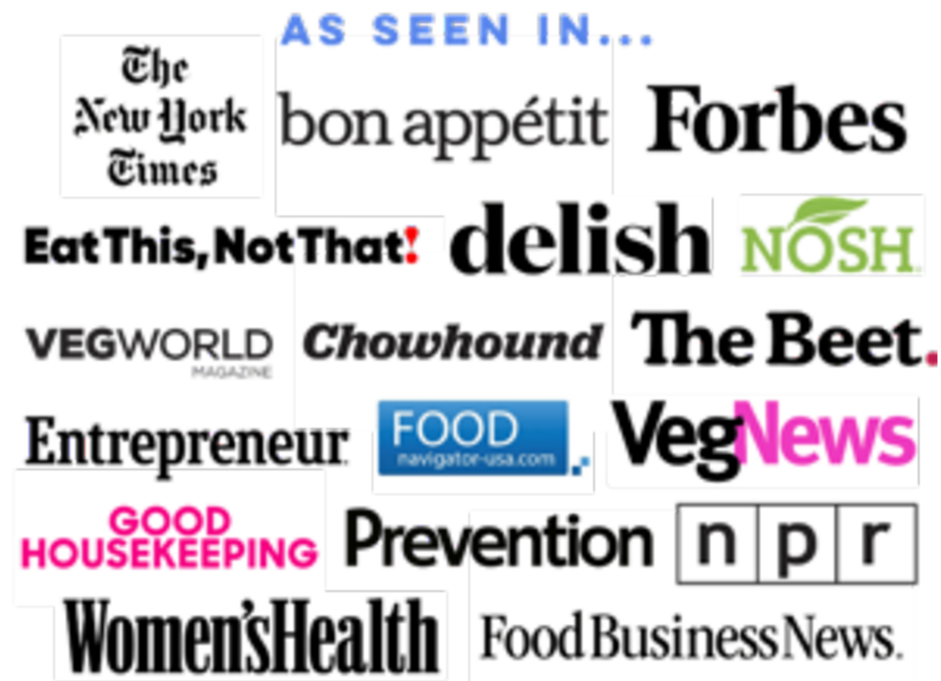 AS SEEN IN...
The
New York
Times
bon appétit
Forbes
Eat This, Not That!
delish
NOSH
VEGWORLD
MAGAZINE
Chowhound
The Beet.
Entrepreneur
FOOD
navigator-usa.com
VegNews
GOOD
HOUSEKEEPING
Prevention
npr
Women'sHealth
FoodBusinessNews.